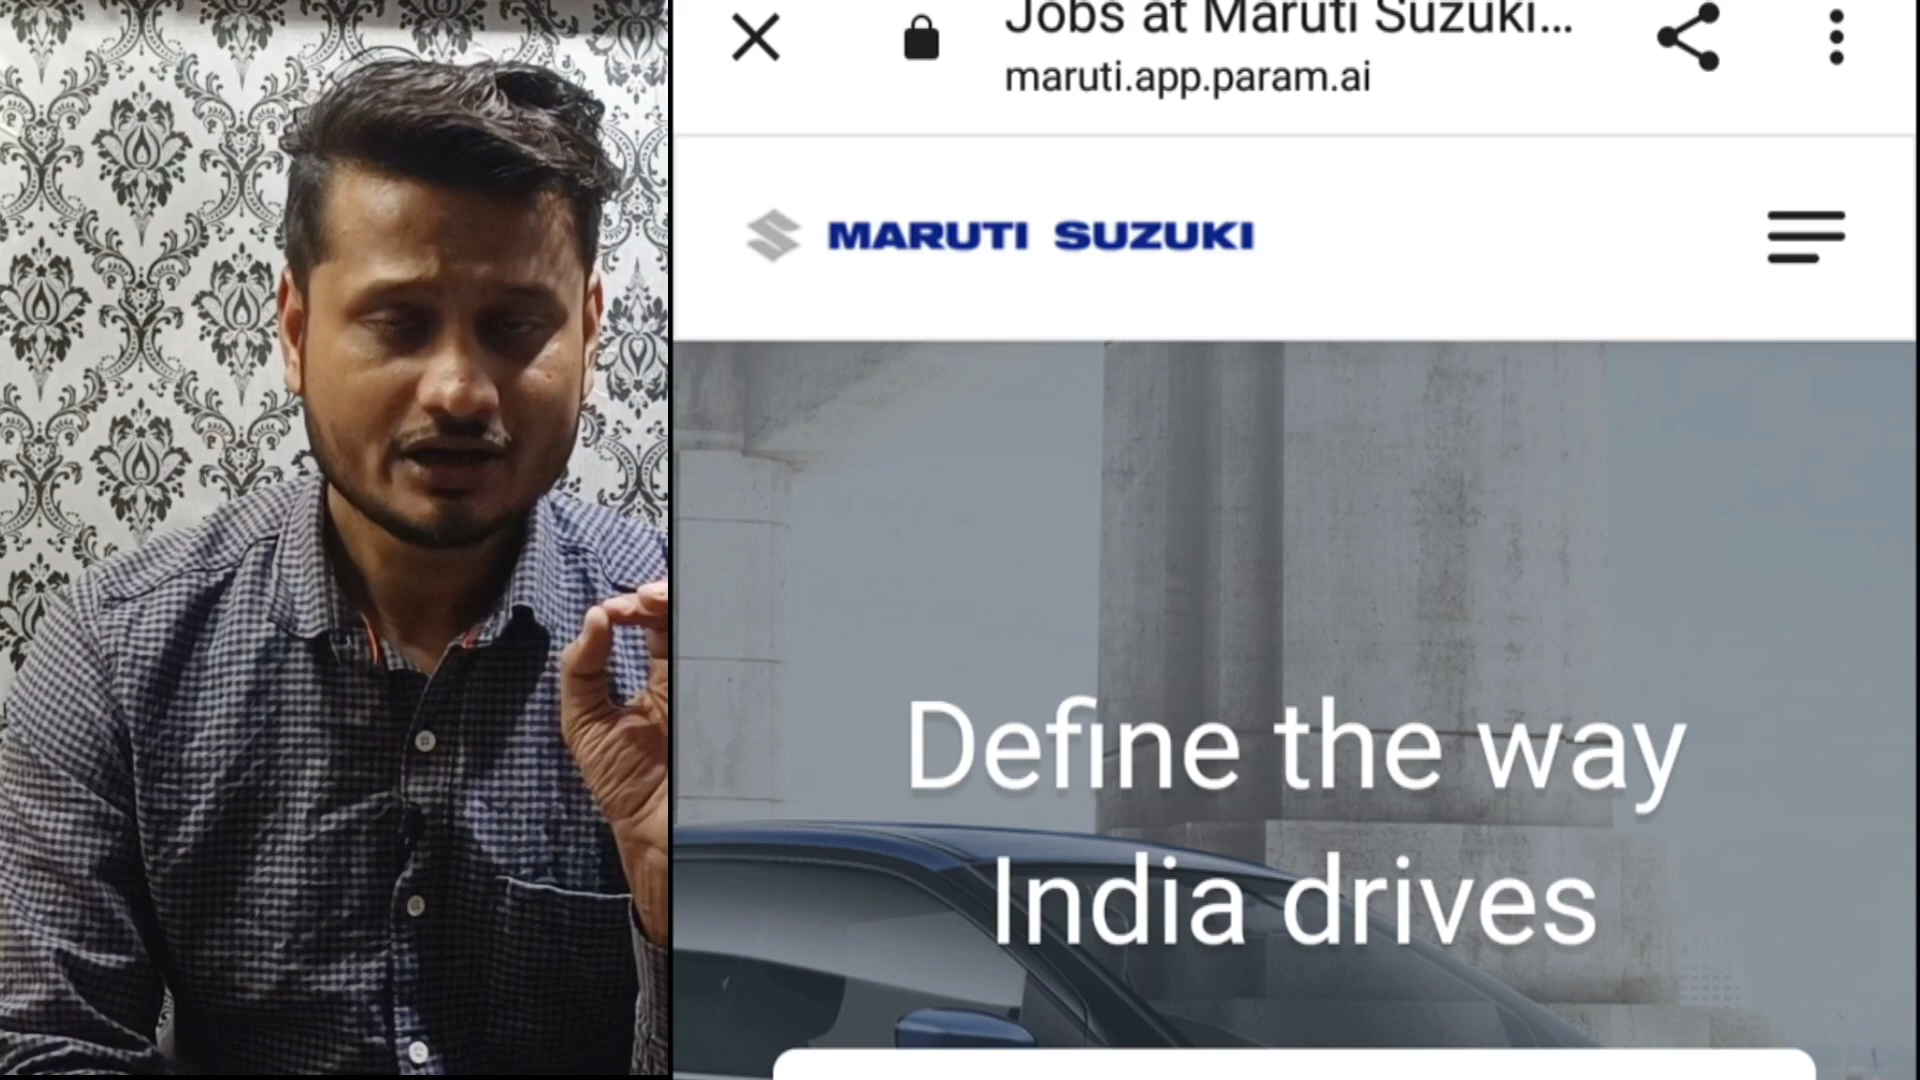 Jobs at Maruti Suzuki...
maruti.app.param.ai
MARUTI SUZUKI
Define the way
India drives